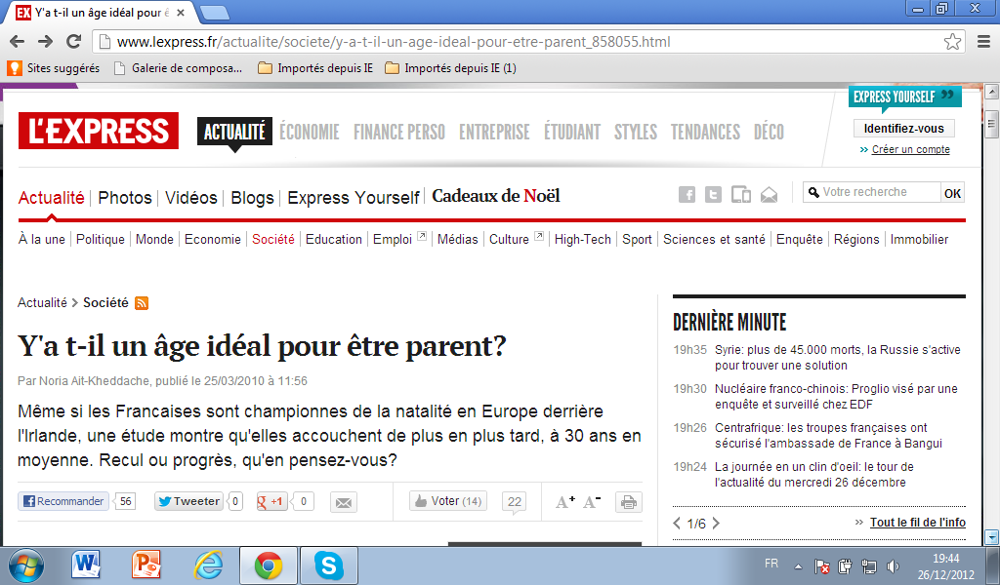 Y'a t-il un âge idéal pour ê
www.lexpress.fr/actualite/societe/y-a-t-il-un-age-ideal-pour-etre-parent_858055.html
Sites suggérés Galerie de composa... Importés depuis IE Importés depuis IE (1)
EXPRESS YOURSELF
L'EXPRESS ACTUALITÉ ÉCONOMIE FINANCE PERSO ENTREPRISE ÉTUDIANT STYLES TENDANCES DÉCO
Identifiez-vous
Créer un compte
Actualité Photos Vidéos Blogs Express Yourself Cadeaux de Noël
Votre recherche OK
À la une Politique Monde Economie Société Education Emploi Médias Culture High-Tech Sport Sciences et santé Enquête Régions Immobilier
Actualité > Société
Y'a t-il un âge idéal pour être parent?
Par Noria Ait-Kheddache, publié le 25/03/2010 à 11:56
Même si les Francaises sont championnes de la natalité en Europe derrière
l'Irlande, une étude montre qu'elles accouchent de plus en plus tard, à 30 ans en
moyenne. Recul ou progrès, qu'en pensez-vous?
Recommander 56 Tweeter 0 +1 0 Voter (14) 22 A+ A-
DERNIÈRE MINUTE
19h35 Syrie: plus de 45.000 morts, la Russie s'active
pour trouver une solution
19h30 Nucléaire franco-chinois: Proglio visé par une
enquête et surveillé chez EDF
19h26 Centrafrique: les troupes françaises ont
sécurisé l'ambassade de France à Bangui
19h24 La journée en un clin d'oeil: le tour de
l'actualité du mercredi 26 décembre
1/6 Tout le fil de l'info
FR 19:44
26/12/2012